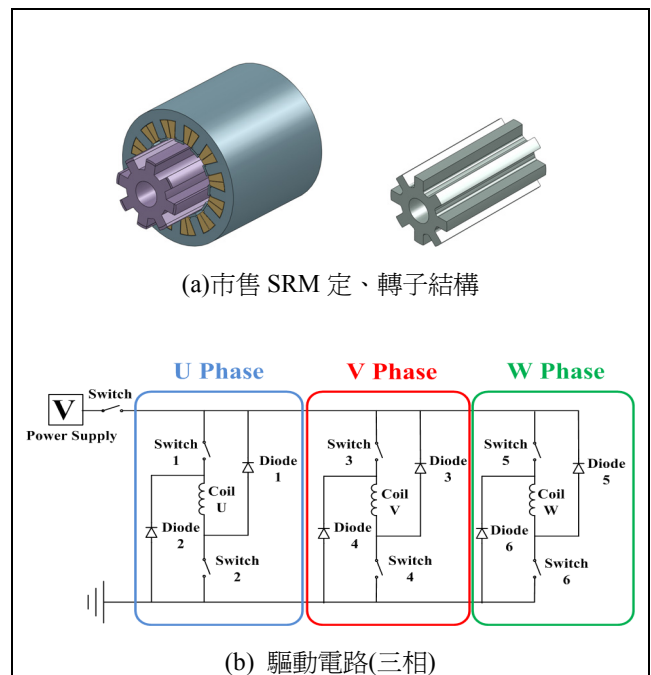 (a)市售 SRM 定、轉子結構
U Phase
V Phase
W Phase
Switch
V
Power Supply
Switch
1
Diode
1
Coil
U
Diode
2
Switch
2
Switch
3
Diode
3
Coil
V
Diode
4
Switch
4
Switch
5
Diode
5
Coil
W
Diode
6
Switch
6
(b) 驅動電路(三相)